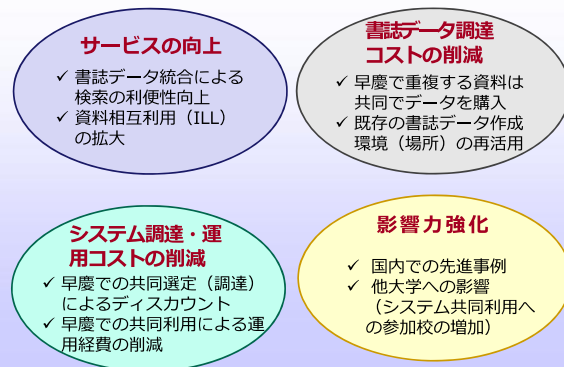 サービスの向上
✓ 書誌データ統合による
検索の利便性向上
✓ 資料相互利用（ILL）
の拡大
書誌データ調達
コストの削減
✓ 早慶で重複する資料は
共同でデータを購入
✓ 既存の書誌データ作成
環境（場所）の再活用
システム調達・運
用コストの削減
✓ 早慶での共同選定（調達）
によるディスカウント
✓ 早慶での共同利用による運
用経費の削減
影響力強化
✓ 国内での先進事例
✓ 他大学への影響
（システム共同利用へ
の参加校の増加）